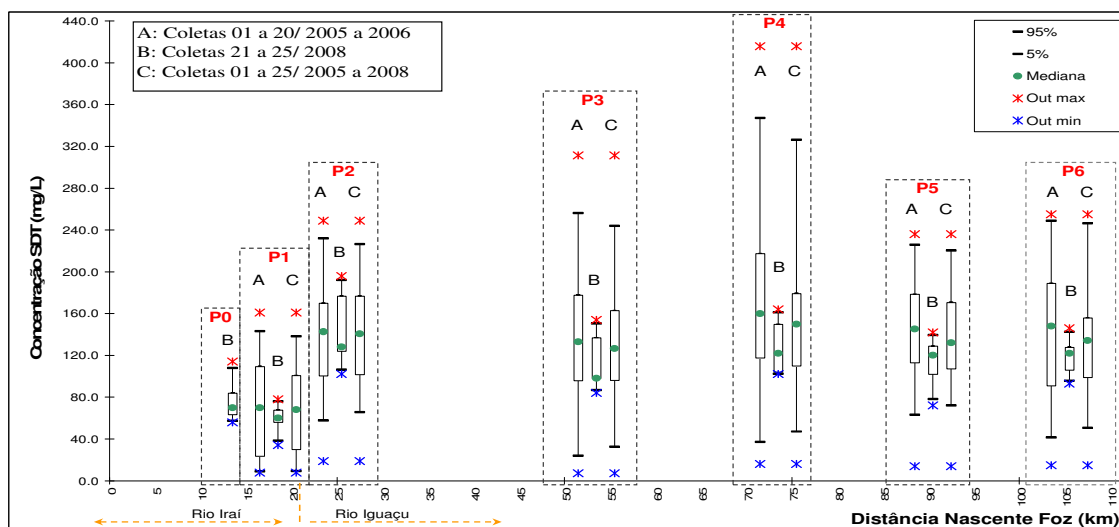 A: Coletas 01 a 20/ 2005 a 2006
B: Coletas 21 a 25/ 2008
C: Coletas 01 a 25/ 2005 a 2008
95%
5%
Mediana
Out max
Out min
Concentração SDT (mg/L)
440.0
400.0
360.0
320.0
280.0
240.0
200.0
160.0
120.0
80.0
40.0
0.0
P0
B
P1
A
B
C
P2
A
B
C
P3
A
B
C
P4
A
B
C
P5
A
B
C
P6
A
B
C
0 5 10 15 20 25 30 35 40 45 50 55 60 65 70 75 80 85 90 95 100 105 110
Rio Iraí
Rio Iguaçu
Distância Nascente Foz (km)